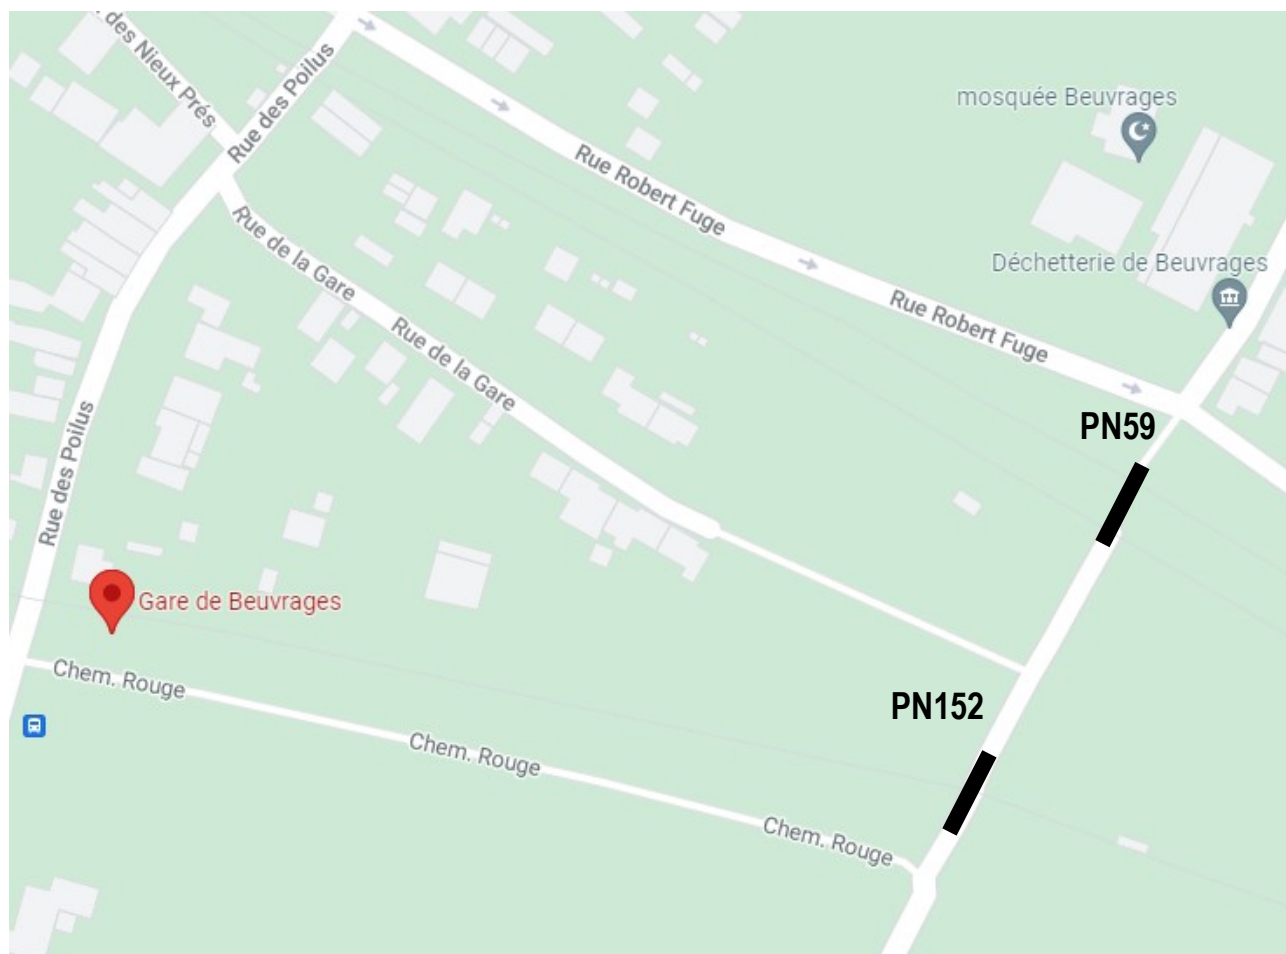 des Nieux Prés
Rue des Poilus
mosquée Beuvrages
Rue Robert Fuge
Rue de la Gare
Déchetterie de Beuvrages
Rue Robert Fuge
Rue de la Gare
PN59
Rue des Poilus
Gare de Beuvrages
Chem. Rouge
PN152
Chem. Rouge
Chem. Rouge